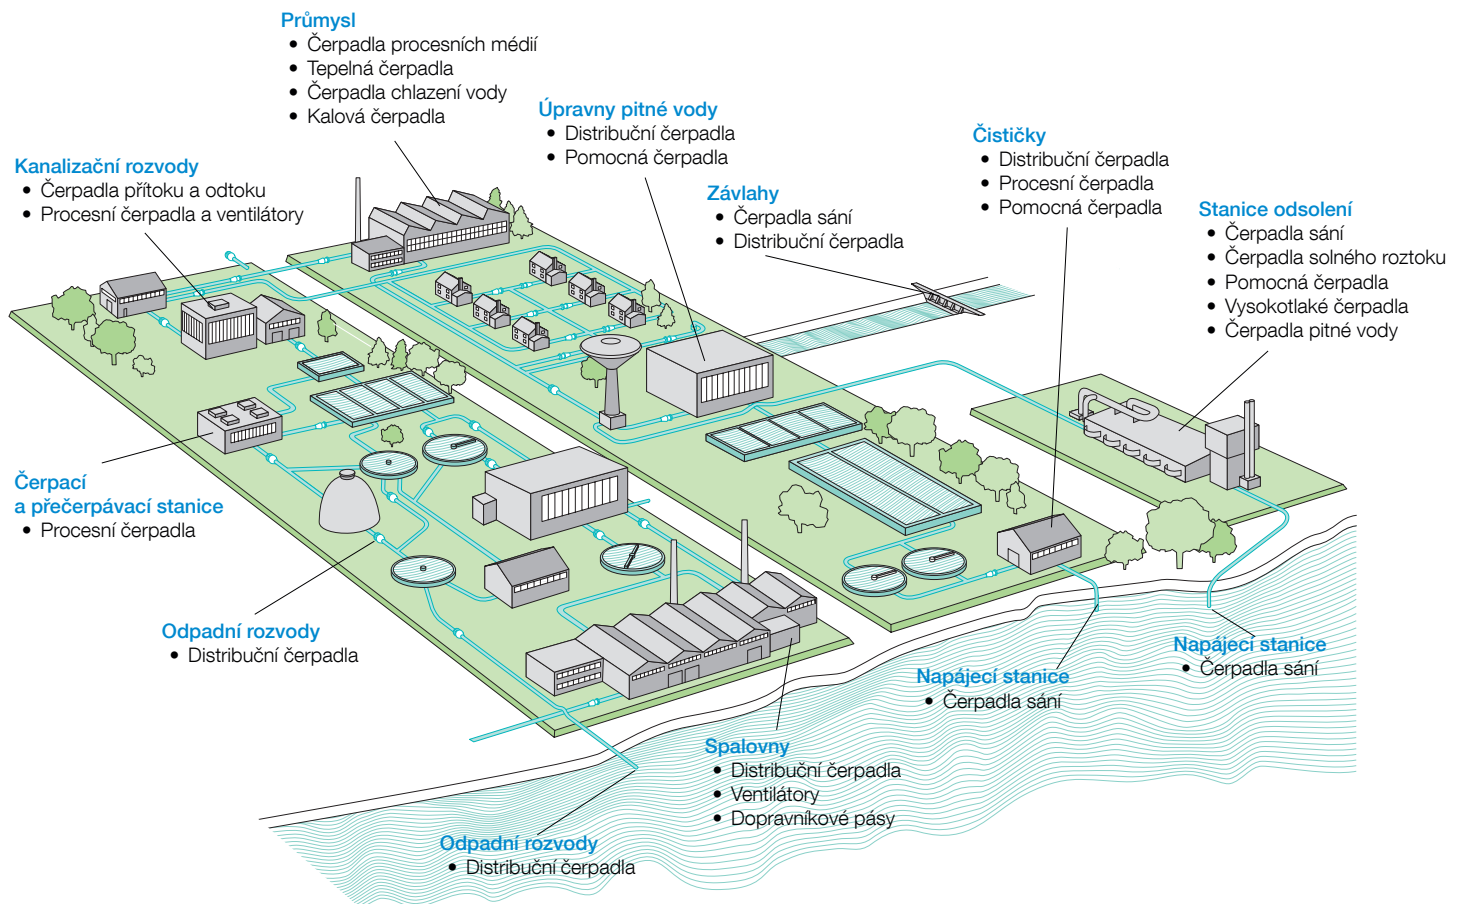 Průmysl
• Čerpadla procesních médií
• Tepelná čerpadla
• Čerpadla chlazení vody
• Kalová čerpadla
Úpravny pitné vody
• Distribuční čerpadla
• Pomocná čerpadla
Čističky
• Distribuční čerpadla
• Procesní čerpadla
• Pomocná čerpadla
Kanalizační rozvody
• Čerpadla přítoku a odtoku
• Procesní čerpadla a ventilátory
Závlahy
• Čerpadla sání
• Distribuční čerpadla
Stanice odsolení
• Čerpadla sání
• Čerpadla solného roztoku
• Pomocná čerpadla
• Vysokotlaké čerpadla
• Čerpadla pitné vody
Čerpací
a přečerpávací stanice
• Procesní čerpadla
Odpadní rozvody
• Distribuční čerpadla
Napájecí stanice
• Čerpadla sání
Napájecí stanice
• Čerpadla sání
Spalovny
• Distribuční čerpadla
• Ventilátory
• Dopravníkové pásy
Odpadní rozvody
• Distribuční čerpadla